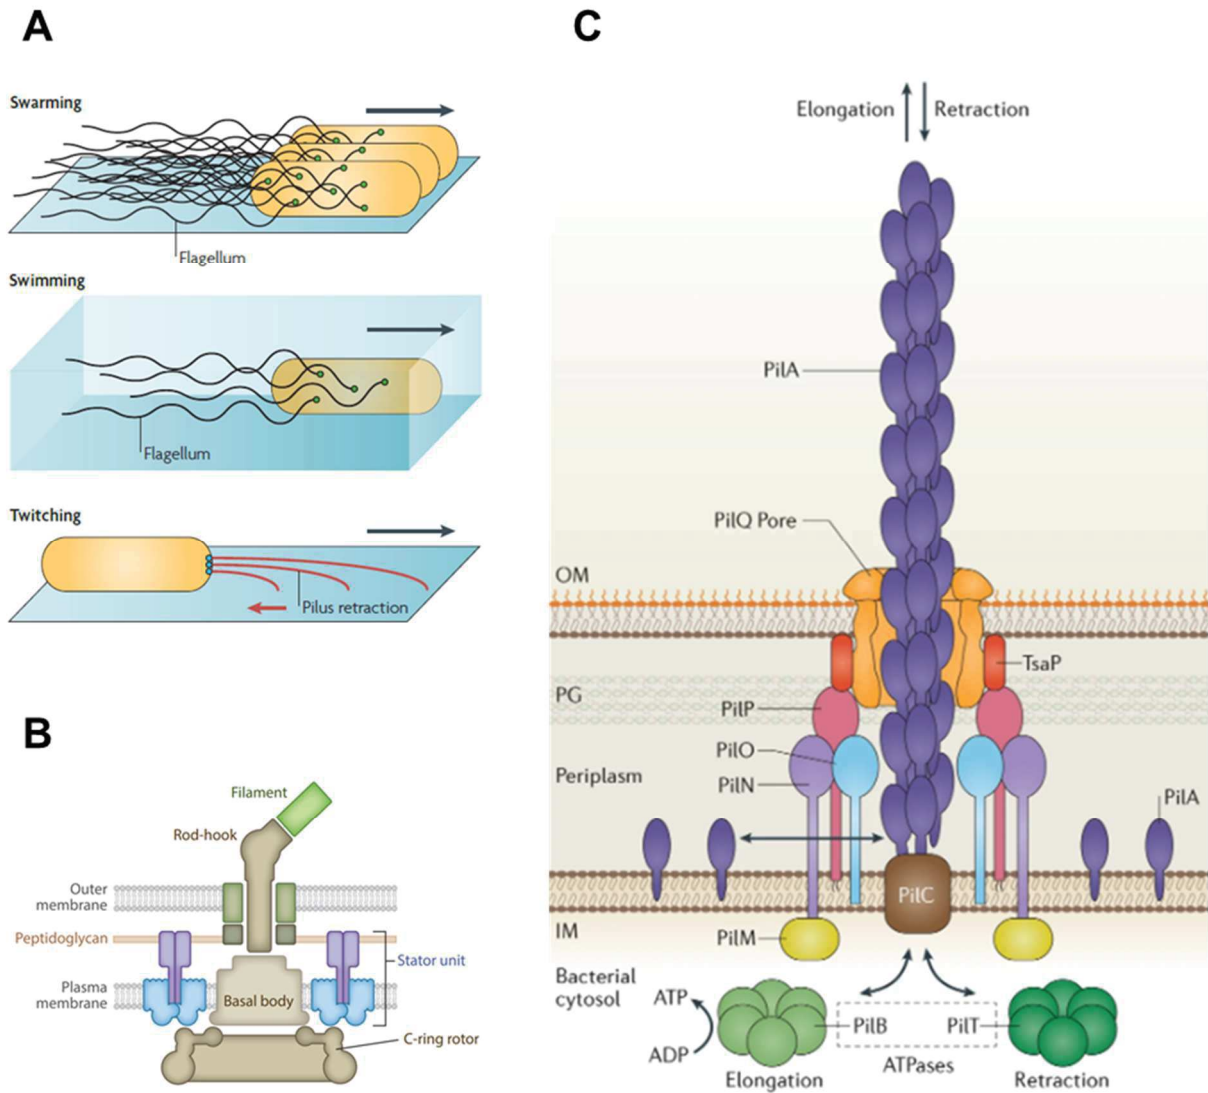 A
Swarming
Flagellum
Swimming
Flagellum
Twitching
Pilus retraction
B
Filament
Rod-hook
Outer
membrane
Peptidoglycan
Stator unit
Plasma
membrane
Basal body
C-ring rotor
C
Elongation
Retraction
PilA
PilQ Pore
OM
TsaP
PG
PilP
PilO
Periplasm
PilN
PilA
PilC
IM
PilM
Bacterial
cytosol
ATP
ADP
PilB
PilT
ATPases
Elongation
Retraction